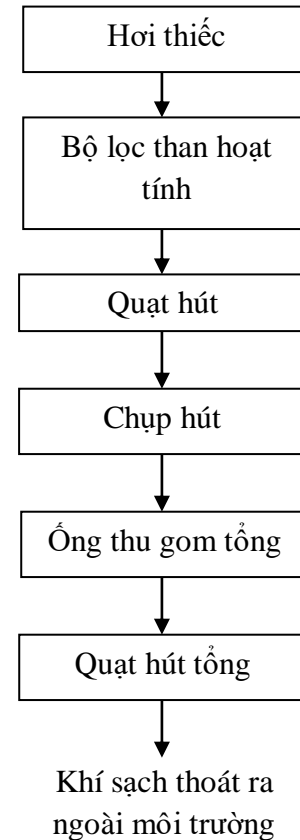 Hơi thiếc
Bộ lọc than hoạt
tính
Quạt hút
Chụp hút
Ống thu gom tổng
Quạt hút tổng
Khí sạch thoát ra
ngoài môi trường